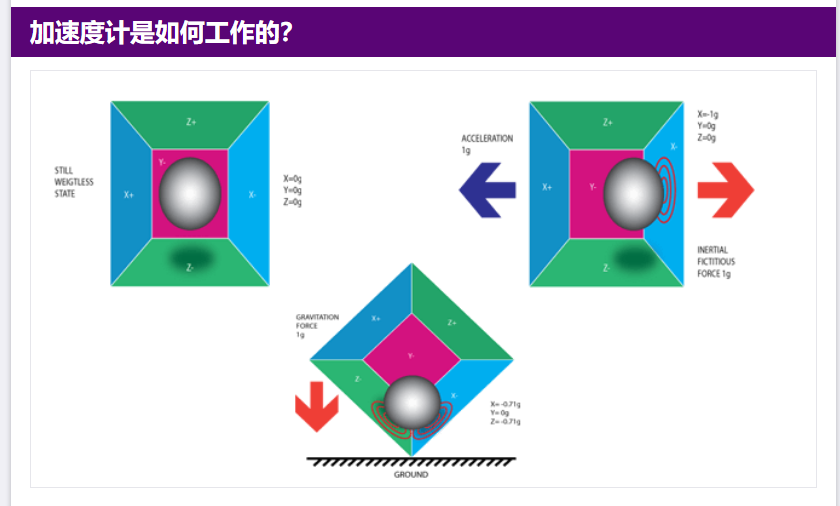 加速度计是如何工作的?
STILL
WEIGTLESS
STATE
Z+
Y-
X+
X-
Z-
X=0g
Y=0g
Z=0g
ACCELERATION
1g
Z+
X-
X+
Y-
Z-
X=-1g
Y=0g
Z=0g
INERTIAL
FICTITIOUS
FORCE 1g
GRAVITATION
FORCE
1g
X+
Z+
Y-
Z-
X-
X= -0.71g
Y= 0g
Z=-0.71g
GROUND